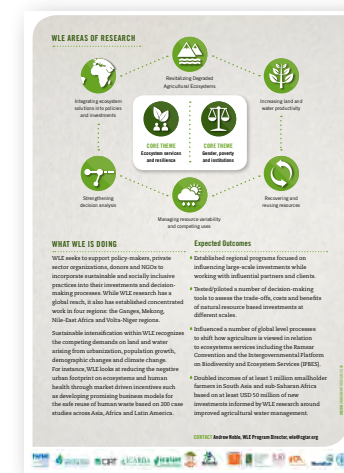 WLE AREAS OF RESEARCH
Revitalizing Degraded
Agricultural Ecosystems
Integrating ecosystem
solutions into policies
and investments
Increasing land and
water productivity
CORE THEME
Ecosystem services
and resilience
CORE THEME
Gender, poverty
and institutions
Strengthening
decision analysis
Recovering and
reusing resources
Managing resource variability
and competing uses
WHAT WLE IS DOING
WLE seeks to support policy-makers, private
sector organizations, donors and NGOs to
incorporate sustainable and socially inclusive
practices into their investments and decision-
making processes. While WLE research has a
global reach, it also has established concentrated
work in four regions: the Ganges, Mekong,
Nile-East Africa and Volta-Niger regions.
Sustainable intensification within WLE recognizes
the competing demands on land and water
arising from urbanization, population growth,
demographic changes and climate change.
For instance, WLE looks at reducing the negative
urban footprint on ecosystems and human
health through market driven incentives such
as developing promising business models for
the safe reuse of human waste based on 200 case
studies across Asia, Africa and Latin America.
Expected Outcomes
Established regional programs focused on
influencing large-scale investments while
working with influential partners and clients.
Tested/piloted a number of decision-making
tools to assess the trade-offs, costs and benefits
of natural resource based investments at
different scales.
Influenced a number of global level processes
to shift how agriculture is viewed in relation
to ecosystems services including the Ramsar
Convention and the Intergovernmental Platform
on Biodiversity and Ecosystem Services (IPBES).
Doubled incomes of at least 1 million smallholder
farmers in South Asia and sub-Saharan Africa
based on at least USD 50 million of new
investments informed by WLE research around
improved agricultural water management.
CONTACT Andrew Noble, WLE Program Director, wle@cgiar.org
CIAT
ICARDA